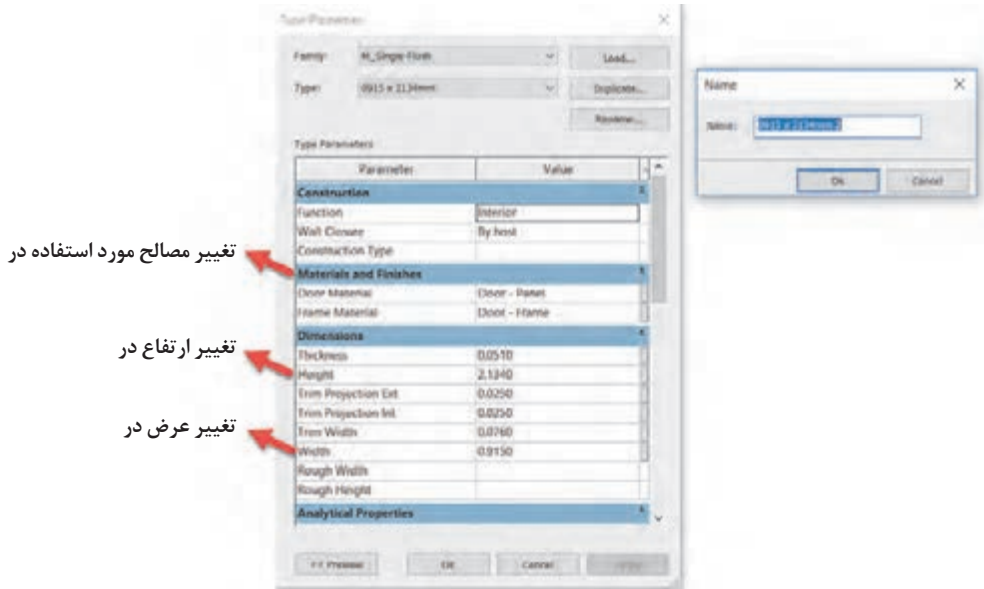 Type Parameters
Family: M_Single-Flush Load...
Type: 0915 x 2134mm Duplicate...
Rename...
Type Parameters
Parameter Value
Construction
Function Interior
Wall Closure By host
Construction Type
Materials and Finishes
Door Material Door - Panel
Frame Material Door - Frame
Dimensions
Thickness 0.0510
Height 2.1340
Trim Projection Ext 0.0250
Trim Projection Int 0.0250
Trim Width 0.0760
Width 0.9150
Rough Width
Rough Height
Analytical Properties
<< Preview OK Cancel Apply
Name
Name: 0915 x 2134mm 2
OK Cancel
تغییر مصالح مورد استفاده در
تغییر ارتفاع در
تغییر عرض در